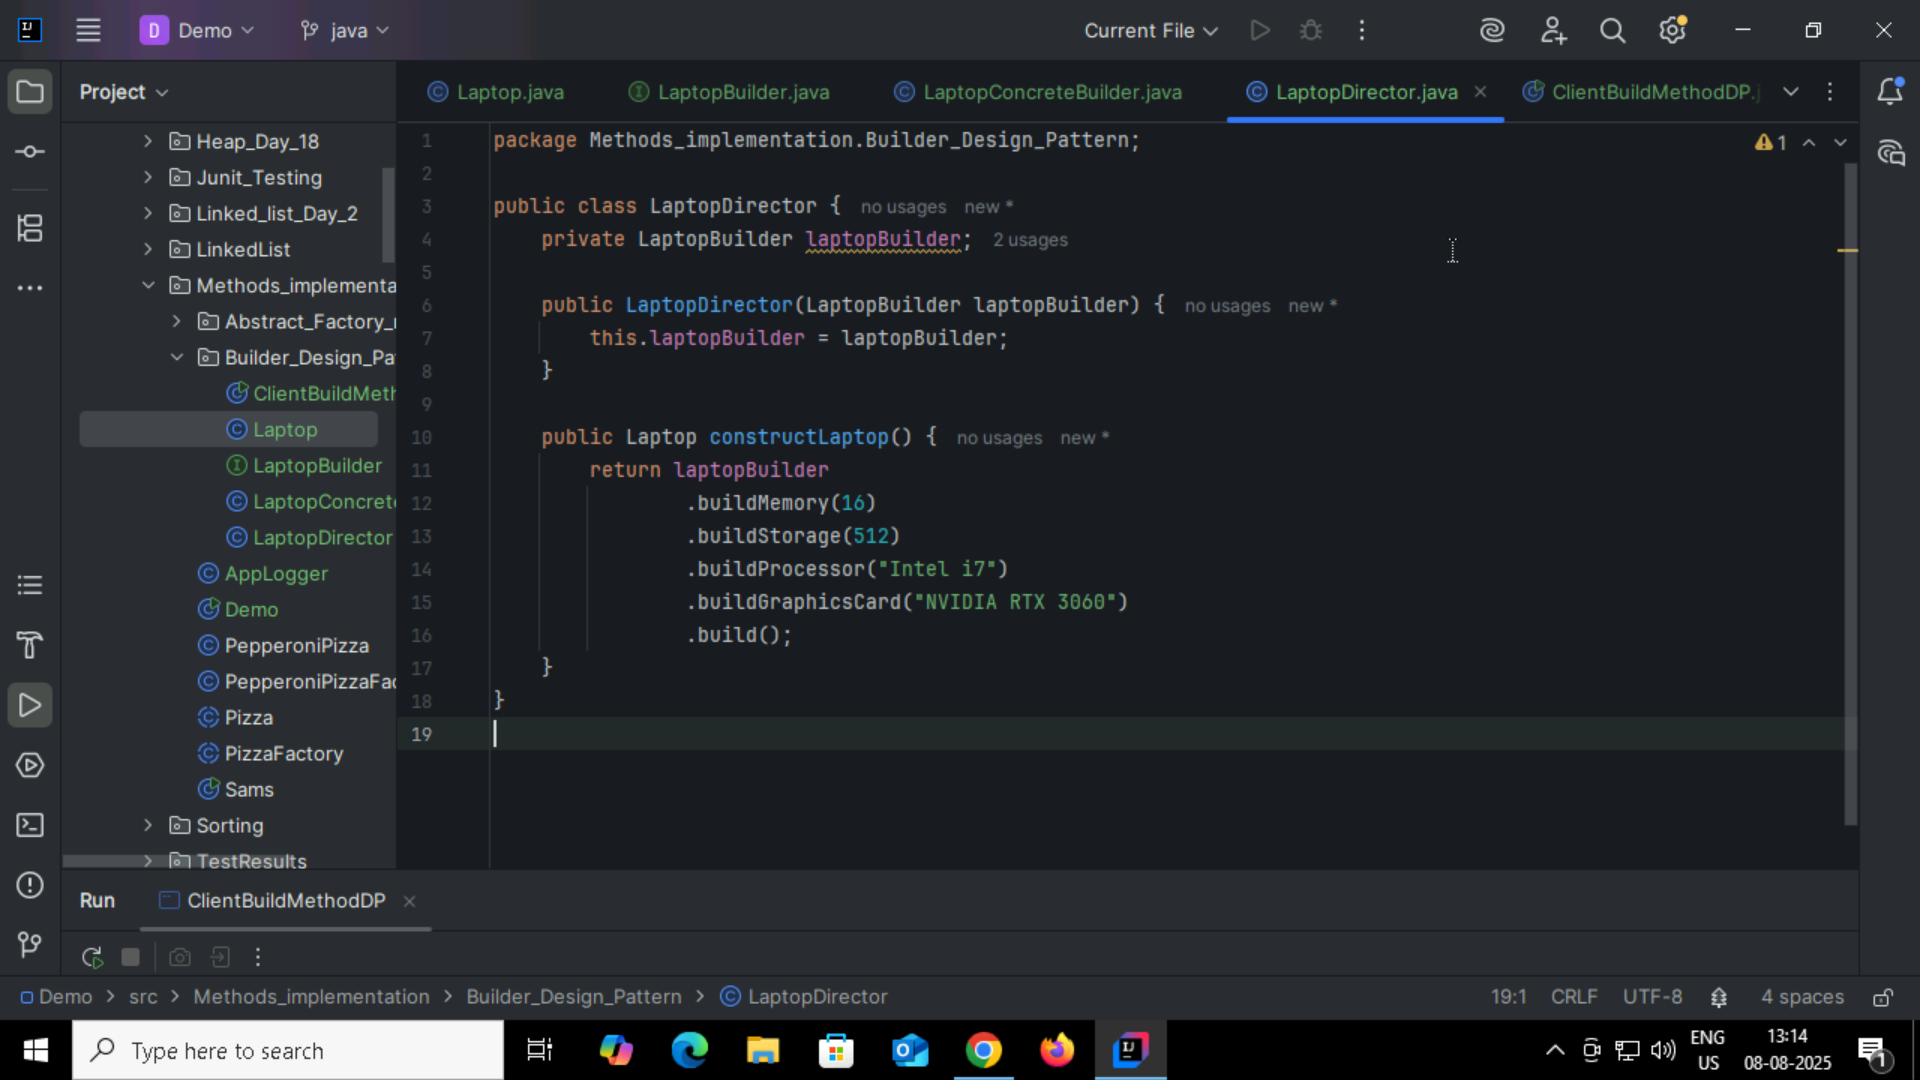 IJ
D Demo
java
Current File
Project
Laptop.java
LaptopBuilder.java
LaptopConcreteBuilder.java
LaptopDirector.java
ClientBuildMethodDP.j
Heap_Day_18
Junit_Testing
Linked_list_Day_2
LinkedList
Methods_implementa
Abstract_Factory_
Builder_Design_Pa
ClientBuildMeth
Laptop
LaptopBuilder
LaptopConcrete
LaptopDirector
AppLogger
Demo
PepperoniPizza
PepperoniPizzaFac
Pizza
PizzaFactory
Sams
Sorting
TestResults
1 package Methods_implementation.Builder_Design_Pattern;
2
3 public class LaptopDirector { no usages new *
4 private LaptopBuilder laptopBuilder; 2 usages
5
6 public LaptopDirector(LaptopBuilder laptopBuilder) { no usages new *
7 this.laptopBuilder = laptopBuilder;
8 }
9
10 public Laptop constructLaptop() { no usages new *
11 return laptopBuilder
12 .buildMemory(16)
13 .buildStorage(512)
14 .buildProcessor("Intel i7")
15 .buildGraphicsCard("NVIDIA RTX 3060")
16 .build();
17 }
18 }
19
1
Run
ClientBuildMethodDP
Demo > src > Methods_implementation > Builder_Design_Pattern > LaptopDirector
19:1 CRLF UTF-8 4 spaces
Type here to search
ENG
US
13:14
08-08-2025
1